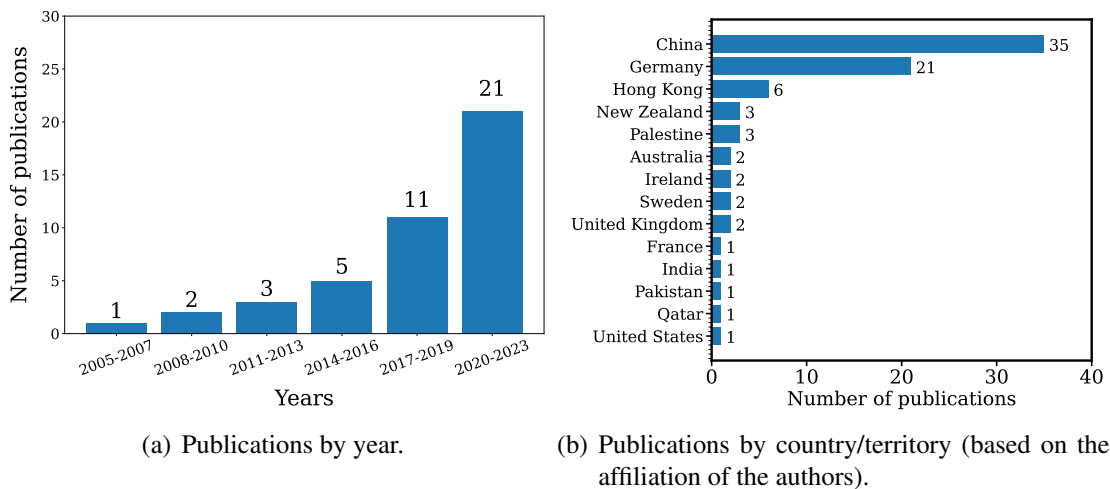 30
25
20
15
10
5
0
Number of publications
1
2
3
5
11
21
2005-2007
2008-2010
2011-2013
2014-2016
2017-2019
2020-2023
Years
(a) Publications by year.
China
35
Germany
21
Hong Kong
6
New Zealand
3
Palestine
3
Australia
2
Ireland
2
Sweden
2
United Kingdom
2
France
1
India
1
Pakistan
1
Qatar
1
United States
1
0
10
20
30
40
Number of publications
(b) Publications by country/territory (based on the
affiliation of the authors).